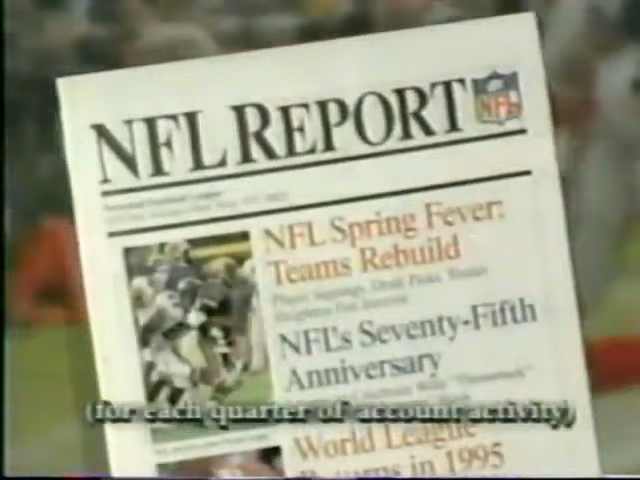 NFL REPORT
NFL
NFL Spring Fever:
Teams Rebuild
NFL's Seventy-Fifth
Anniversary
(for each quarter of account activity)
World League
Returns in 1995